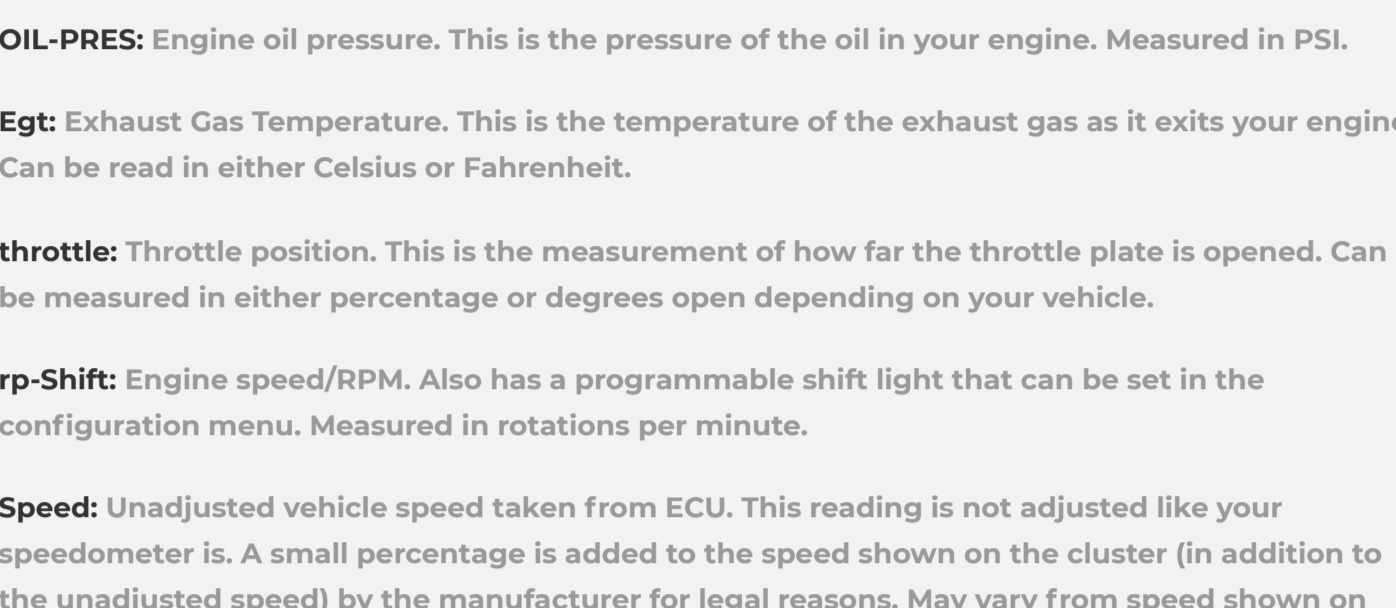 OIL-PRES: Engine oil pressure. This is the pressure of the oil in your engine. Measured in PSI.
Egt: Exhaust Gas Temperature. This is the temperature of the exhaust gas as it exits your engine
Can be read in either Celsius or Fahrenheit.
throttle: Throttle position. This is the measurement of how far the throttle plate is opened. Can
be measured in either percentage or degrees open depending on your vehicle.
rp-Shift: Engine speed/RPM. Also has a programmable shift light that can be set in the
configuration menu. Measured in rotations per minute.
Speed: Unadjusted vehicle speed taken from ECU. This reading is not adjusted like your
speedometer is. A small percentage is added to the speed shown on the cluster (in addition to
the unadjusted speed) by the manufacturer for legal reasons. May vary from speed shown on